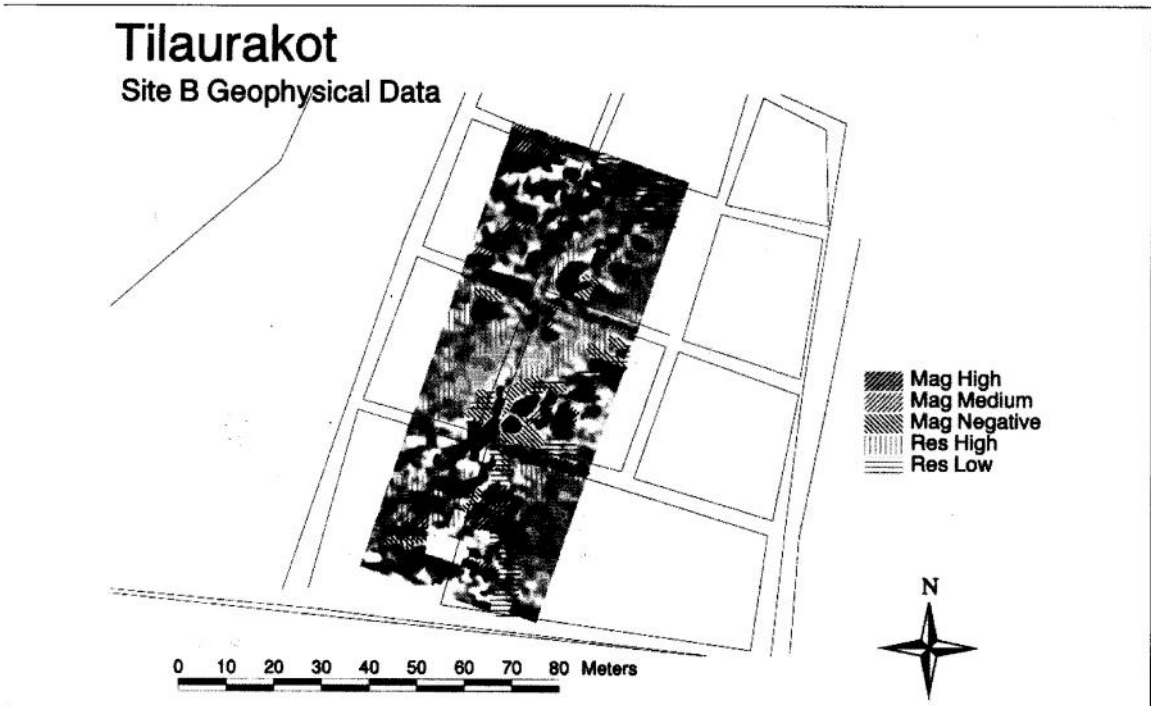 Tilaurakot
Site B Geophysical Data
Mag High
Mag Medium
Mag Negative
Res High
Res Low
N
0 10 20 30 40 50 60 70 80 Meters